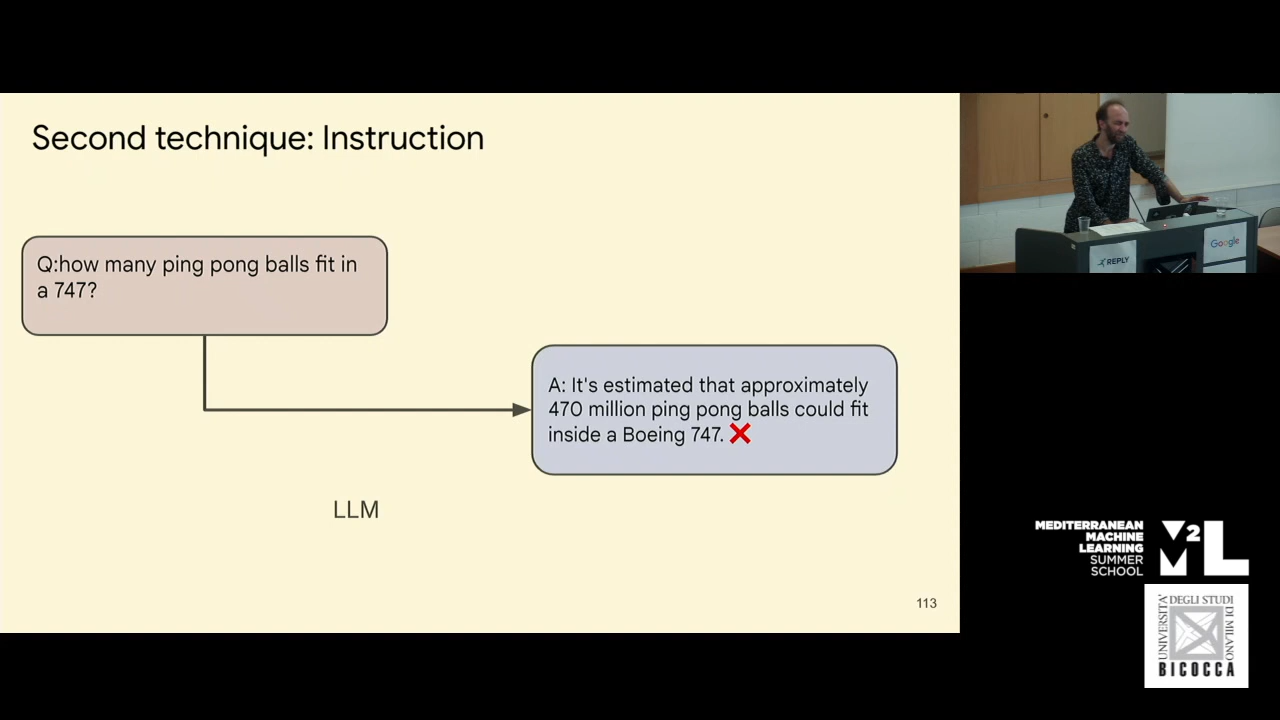 Second technique: Instruction
Q:how many ping pong balls fit in
a 747?
A: It's estimated that approximately
470 million ping pong balls could fit
inside a Boeing 747. ❌
LLM
113
REPLY
Google
MEDITERRANEAN
MACHINE
LEARNING
SUMMER
SCHOOL
M2L
UNIVERSITÀ
DEGLI STUDI
DI MILANO
BICOCCA